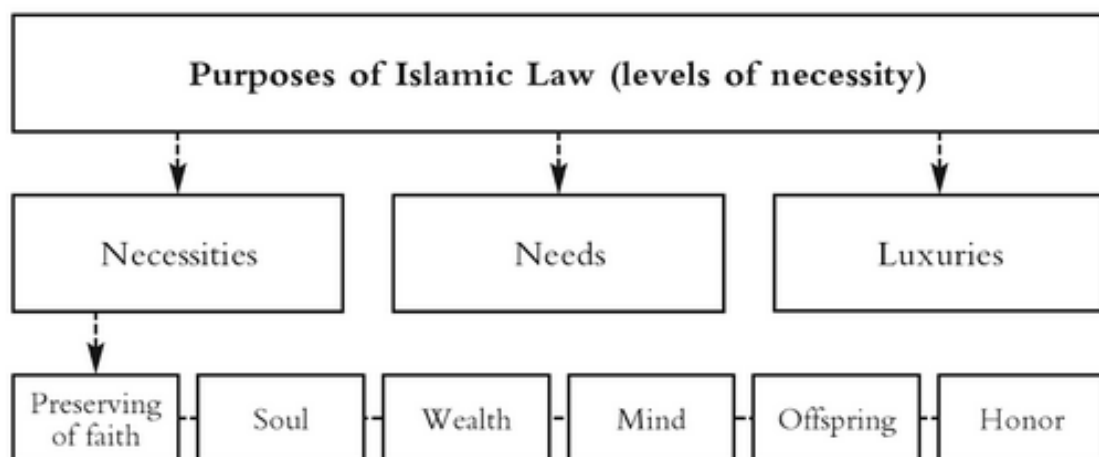 Purposes of Islamic Law (levels of necessity)
Necessities
Needs
Luxuries
Preserving
of faith
Soul
Wealth
Mind
Offspring
Honor